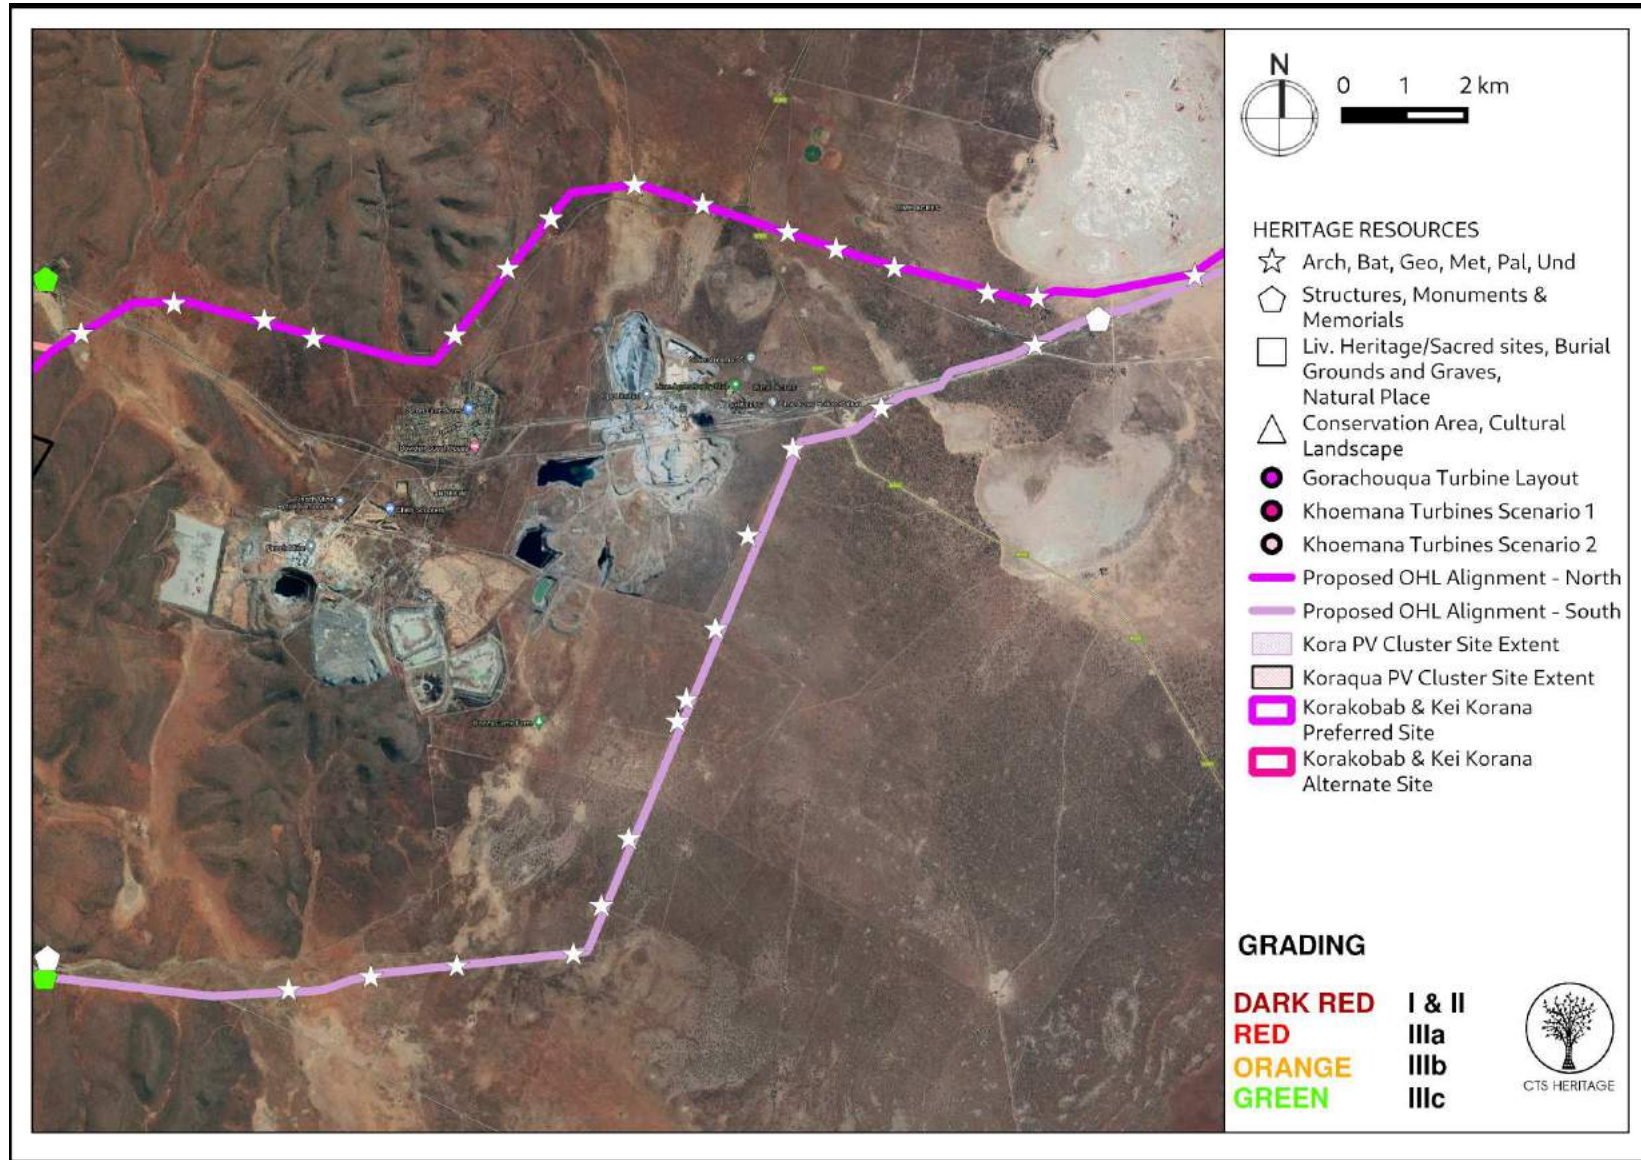 N
0 1 2 km
HERITAGE RESOURCES
Arch, Bat, Geo, Met, Pal, Und
Structures, Monuments &
Memorials
Liv. Heritage/Sacred sites, Burial
Grounds and Graves,
Natural Place
Conservation Area, Cultural
Landscape
Gorachouqua Turbine Layout
Khoemana Turbines Scenario 1
Khoemana Turbines Scenario 2
Proposed OHL Alignment - North
Proposed OHL Alignment - South
Kora PV Cluster Site Extent
Koraqua PV Cluster Site Extent
Korakobab & Kei Korana
Preferred Site
Korakobab & Kei Korana
Alternate Site
GRADING
DARK RED I & II
RED IIIa
ORANGE IIIb
GREEN IIIc
CTS HERITAGE